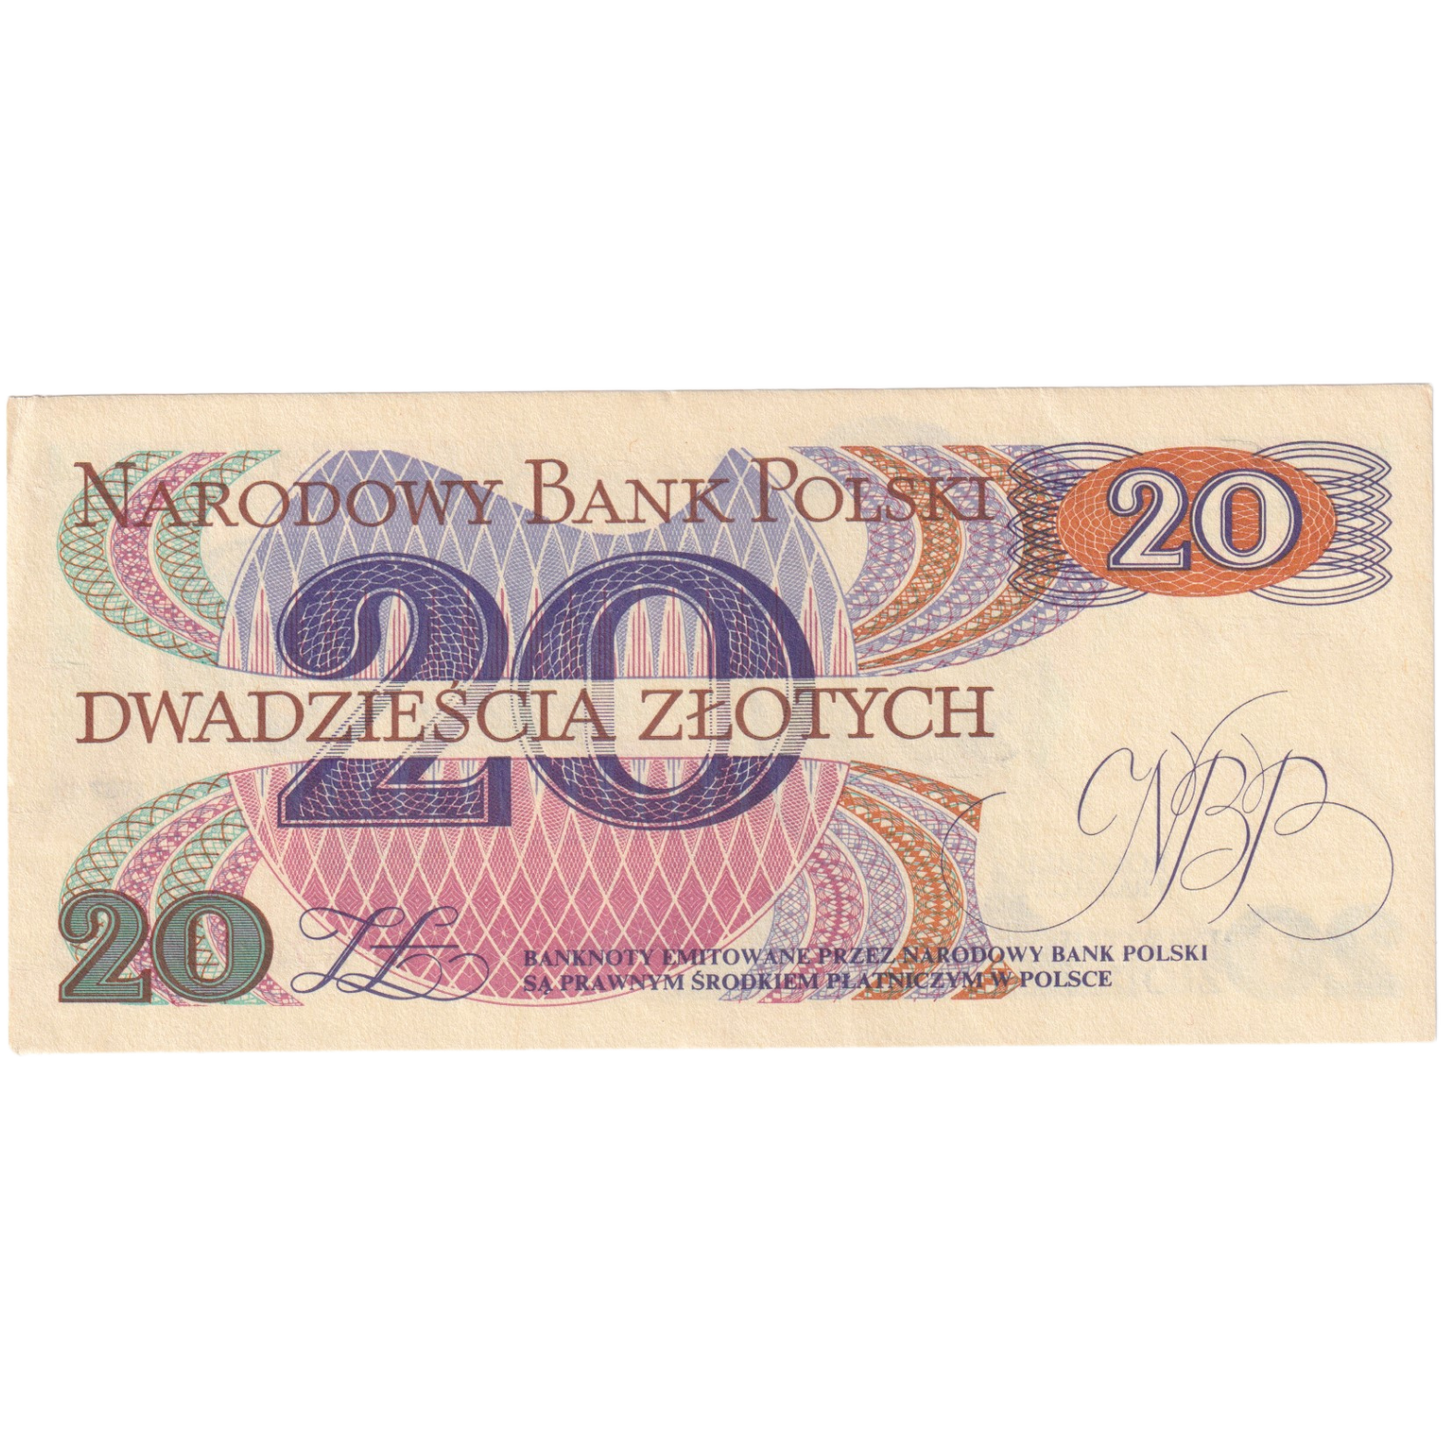 NARODOWY BANK POLSKI
20
20
DWADZIEŚCIA ZŁOTYCH
NBP
20
ZŁ
BANKNOTY EMITOWANE PRZEZ NARODOWY BANK POLSKI
SĄ PRAWNYM ŚRODKIEM PŁATNICZYM W POLSCE